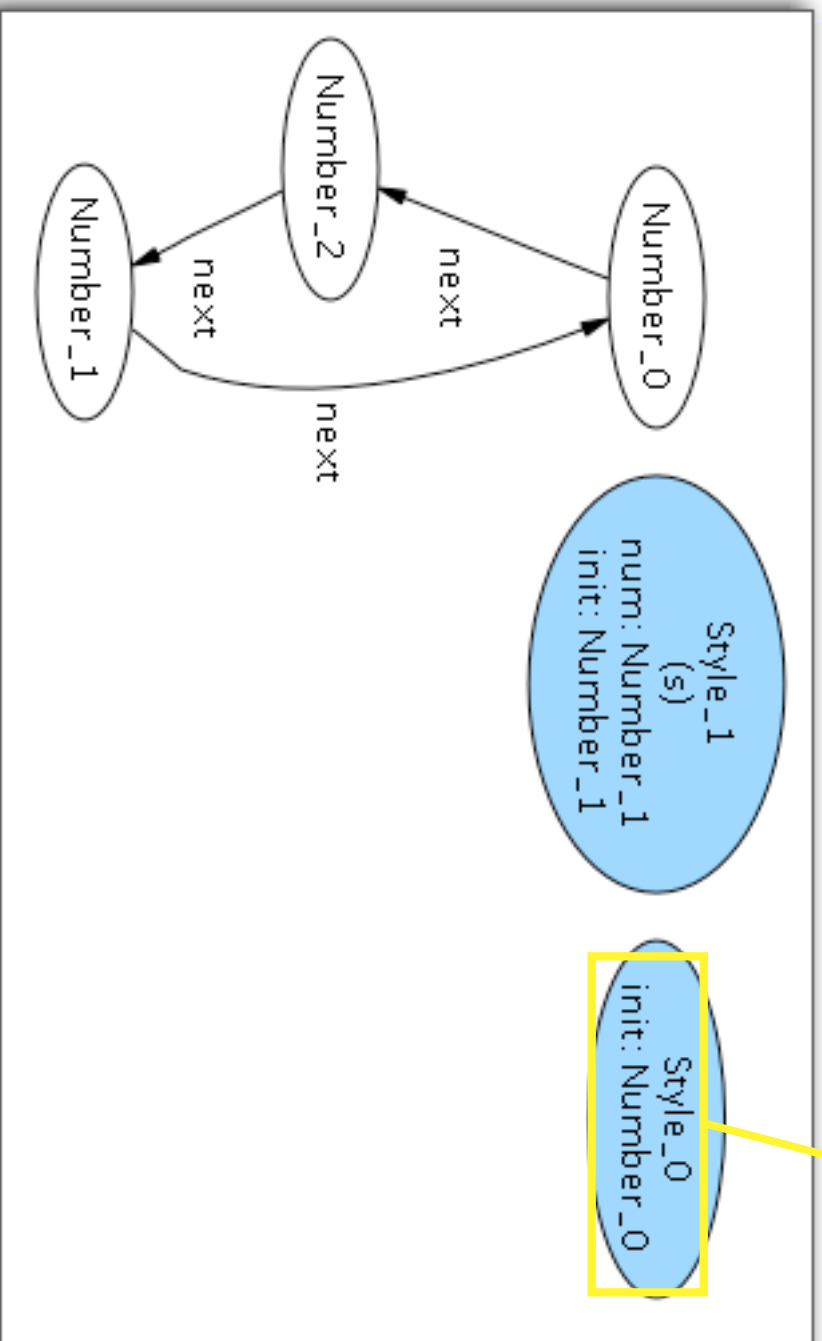 Number_0
next
Number_2
next
Number_1
next
Style_1
(s)
num: Number_1
init: Number_1
Style_0
init: Number_0